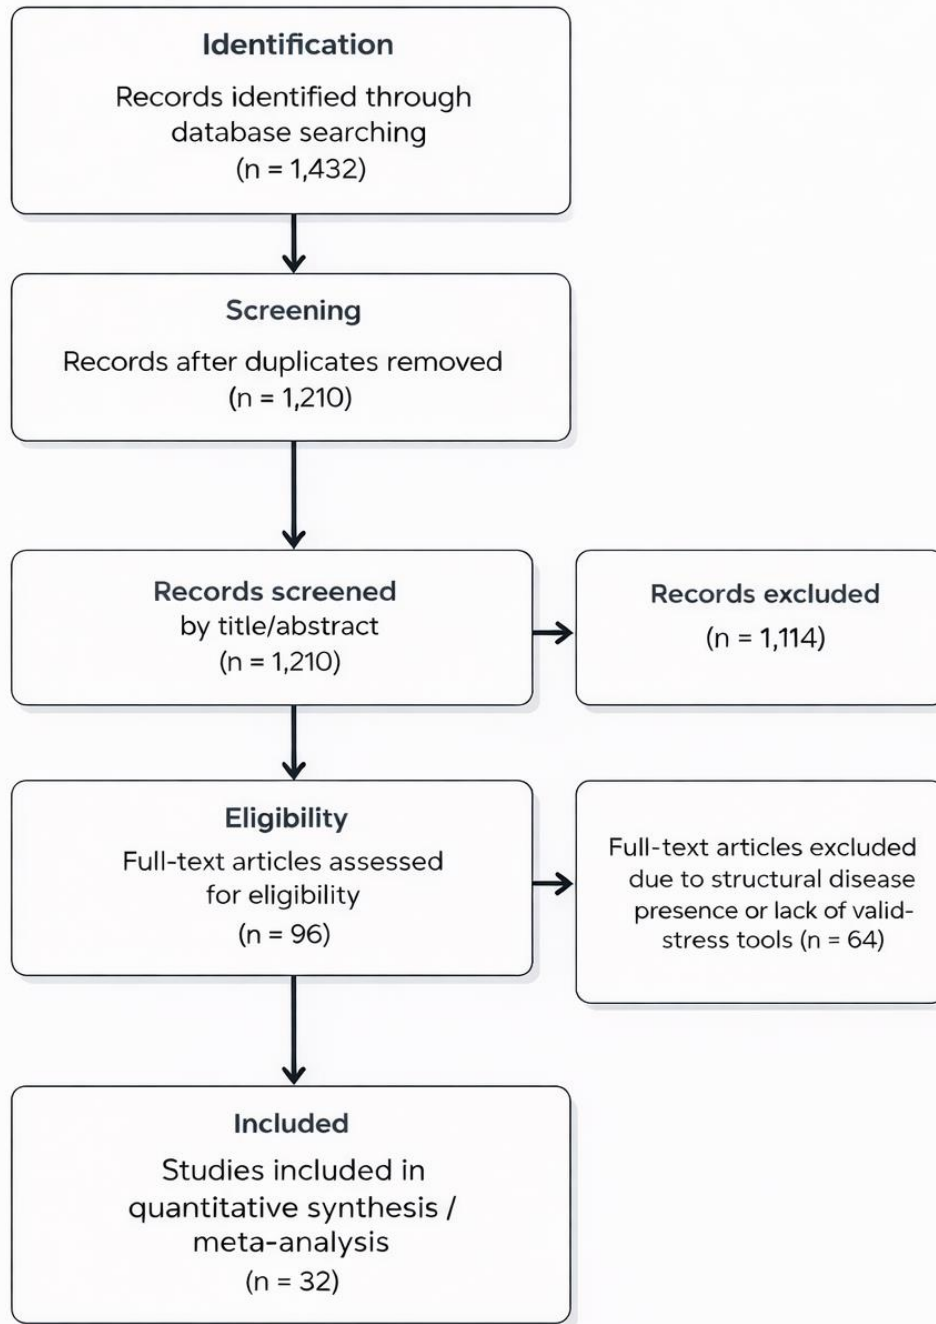 Identification
Records identified through
database searching
(n = 1,432)
Screening
Records after duplicates removed
(n = 1,210)
Records screened
by title/abstract
(n = 1,210)
Records excluded
(n = 1,114)
Eligibility
Full-text articles assessed
for eligibility
(n = 96)
Full-text articles excluded
due to structural disease
presence or lack of valid-
stress tools (n = 64)
Included
Studies included in
quantitative synthesis /
meta-analysis
(n = 32)